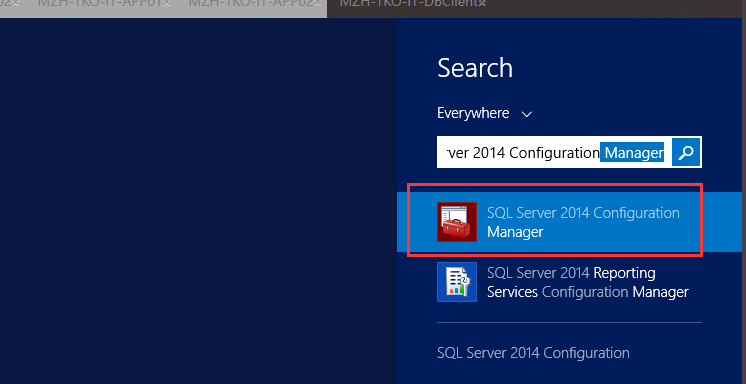 MZH-TKO-IT-APP01
MZH-TKO-IT-APP02
MZH-TKO-IT-DBClient
Search
Everywhere
ver 2014 Configuration Manager
SQL Server 2014 Configuration
Manager
SQL Server 2014 Reporting
Services Configuration Manager
SQL Server 2014 Configuration